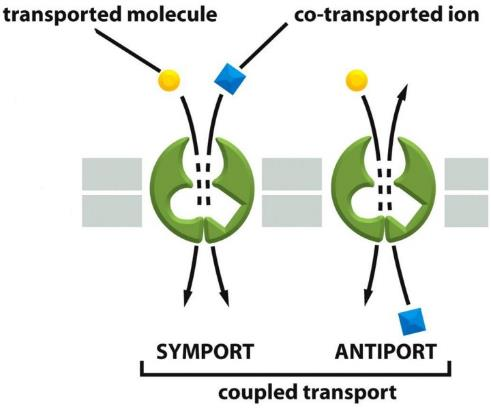 transported molecule
co-transported ion
SYMPORT
ANTIPORT
coupled transport